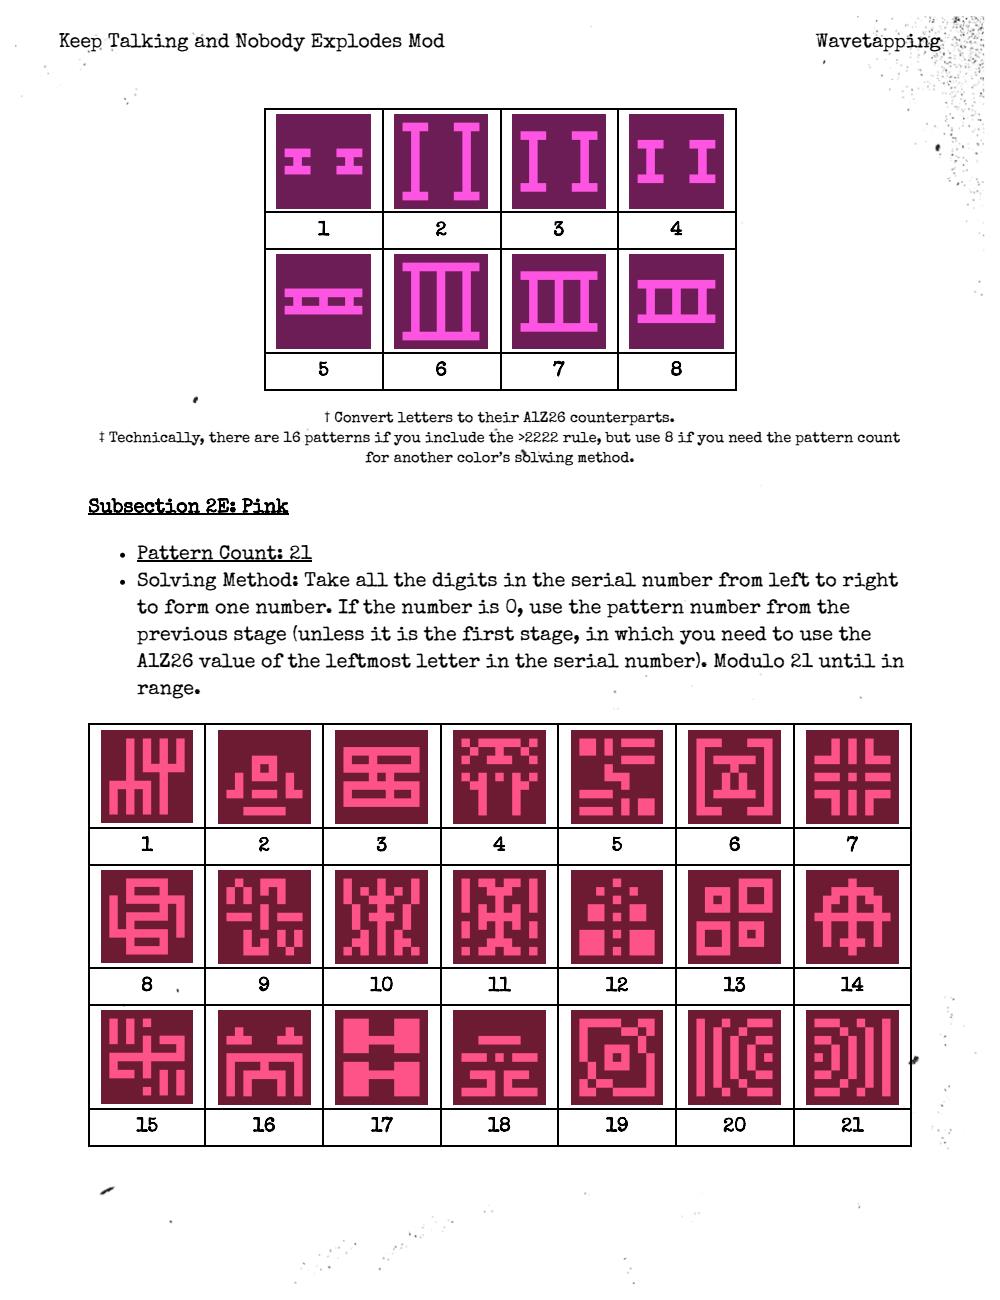 Keep Talking and Nobody Explodes Mod Wavetapping
1 2 3 4
5 6 7 8
† Convert letters to their A1Z26 counterparts.
‡ Technically, there are 16 patterns if you include the >2222 rule, but use 8 if you need the pattern count
for another color's solving method.
Subsection 2E: Pink
• Pattern Count: 21
• Solving Method: Take all the digits in the serial number from left to right
to form one number. If the number is 0, use the pattern number from the
previous stage (unless it is the first stage, in which you need to use the
A1Z26 value of the leftmost letter in the serial number). Modulo 21 until in
range.
1 2 3 4 5 6 7
8 9 10 11 12 13 14
15 16 17 18 19 20 21